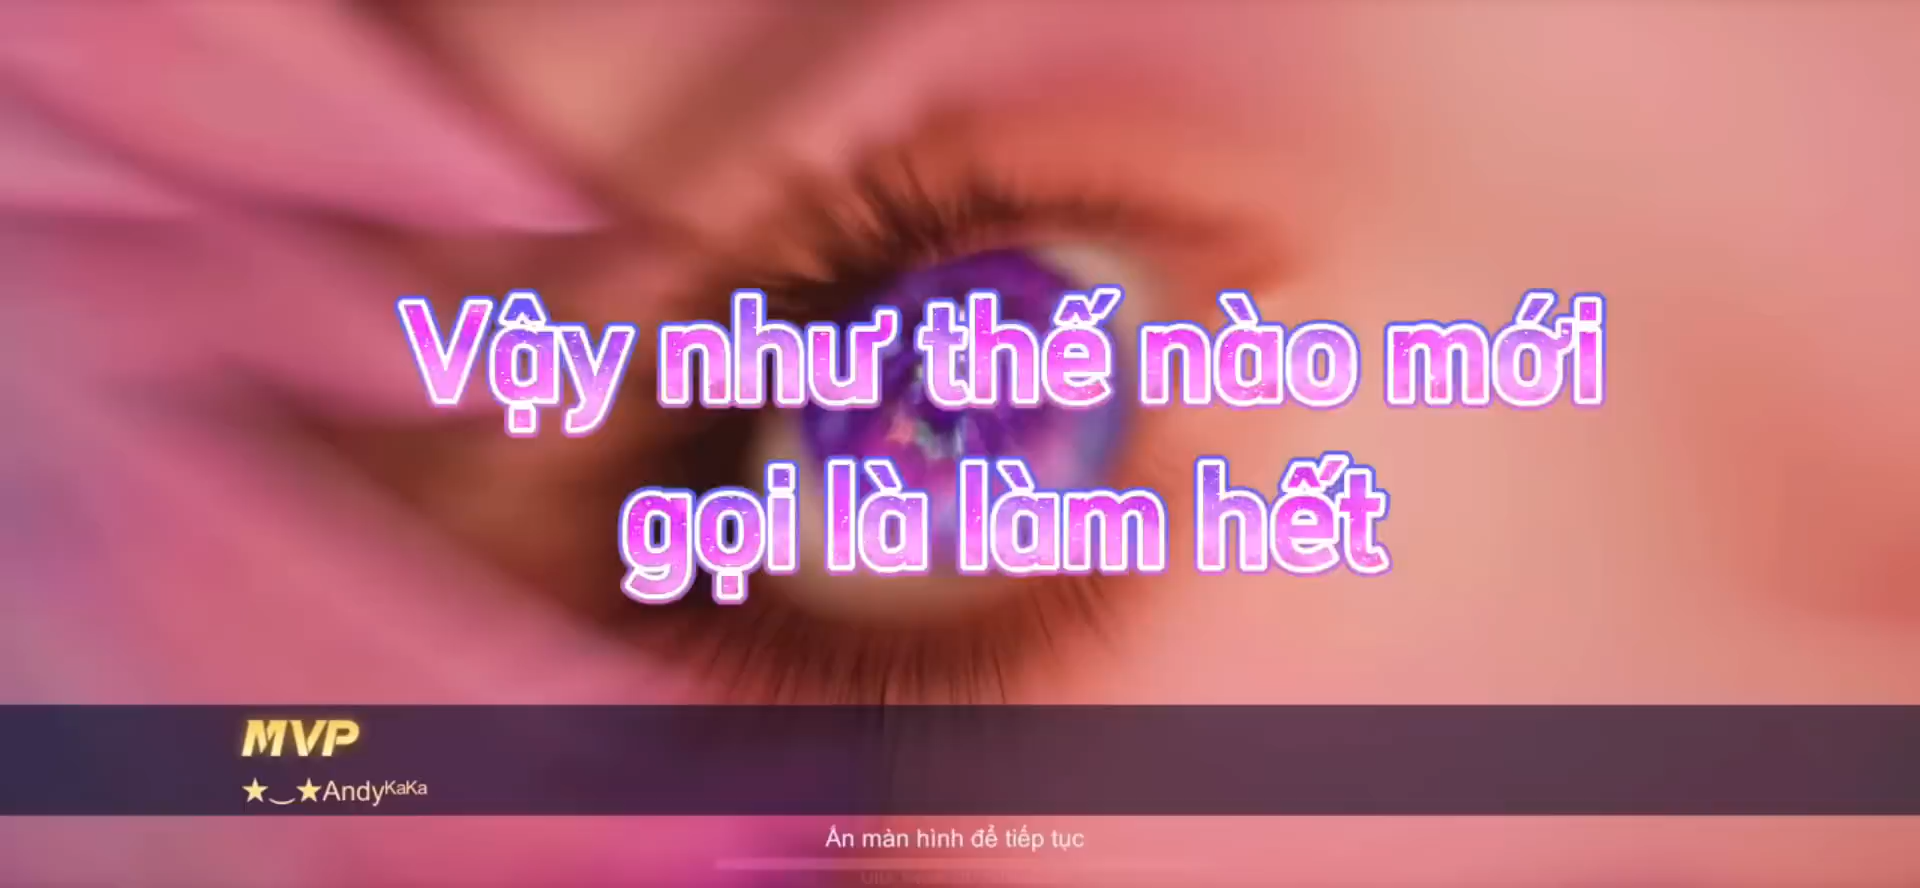 Vậy như thế nào mới
gọi là làm hết
MVP
★‿★Andyᴷᵃᴷᵃ
Ấn màn hình để tiếp tục